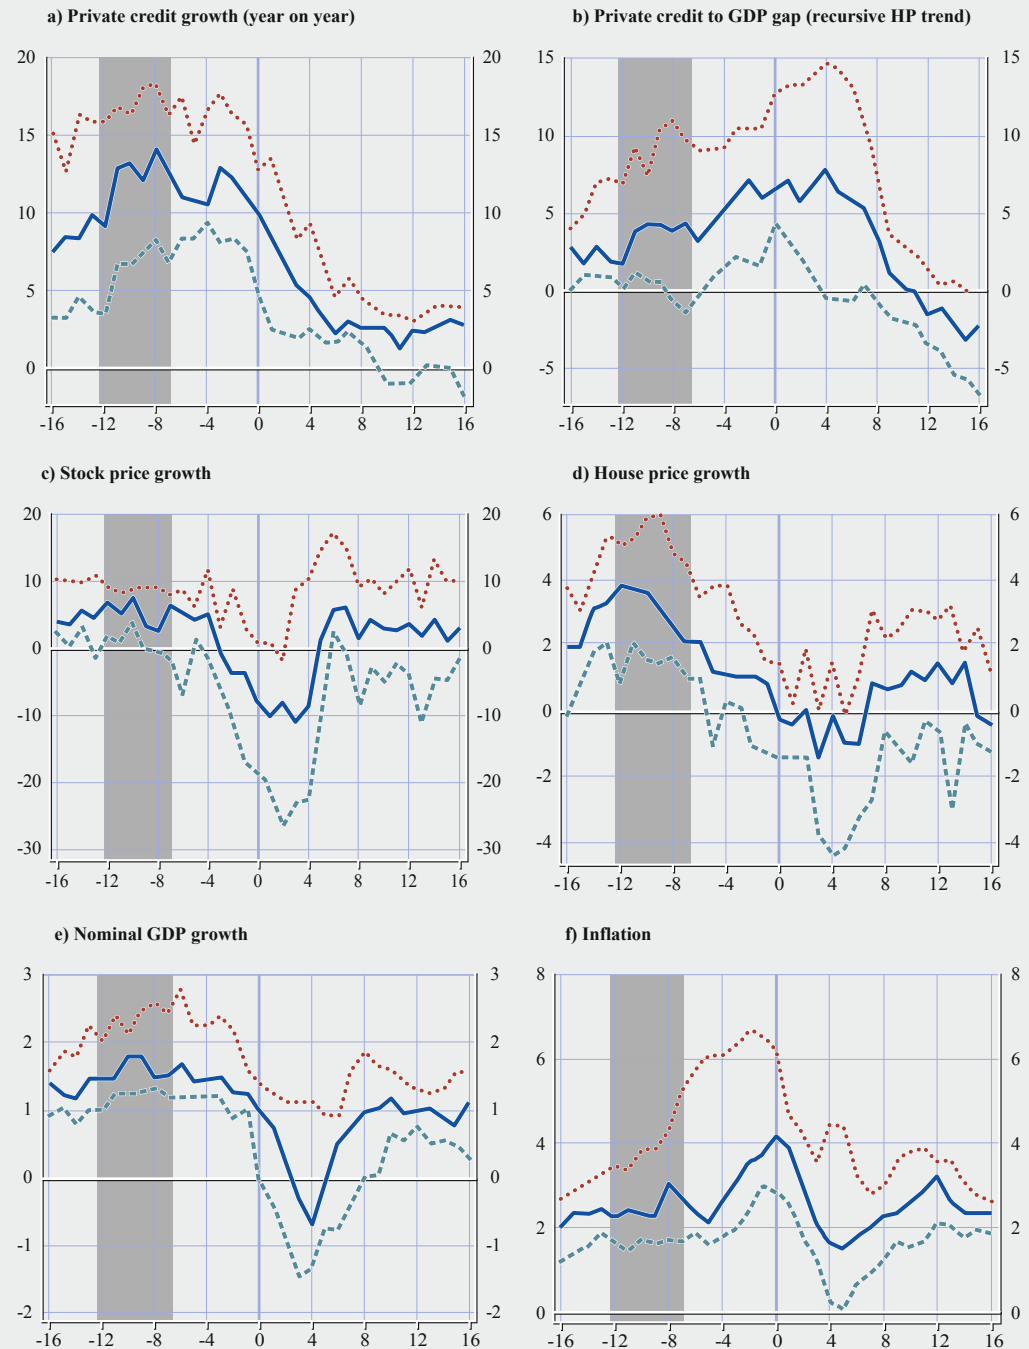 a) Private credit growth (year on year)
20 20
15 15
10 10
5 5
0 0
-16 -12 -8 -4 0 4 8 12 16
b) Private credit to GDP gap (recursive HP trend)
15 15
10 10
5 5
0 0
-5 -5
-16 -12 -8 -4 0 4 8 12 16
c) Stock price growth
20 20
10 10
0 0
-10 -10
-20 -20
-30 -30
-16 -12 -8 -4 0 4 8 12 16
d) House price growth
6 6
4 4
2 2
0 0
-2 -2
-4 -4
-16 -12 -8 -4 0 4 8 12 16
e) Nominal GDP growth
3 3
2 2
1 1
0 0
-1 -1
-2 -2
-16 -12 -8 -4 0 4 8 12 16
f) Inflation
8 8
6 6
4 4
2 2
0 0
-16 -12 -8 -4 0 4 8 12 16